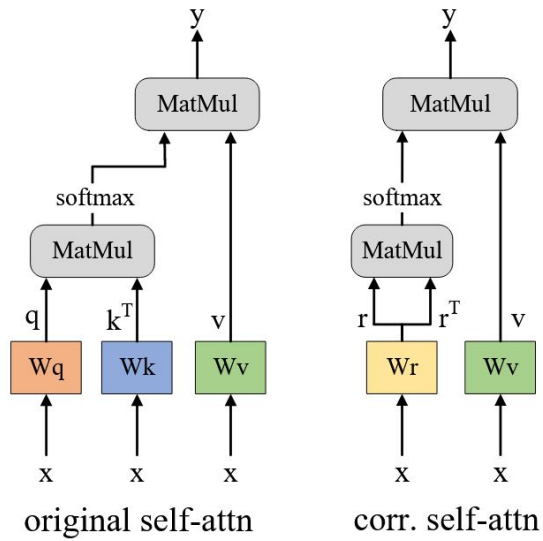 y
MatMul
softmax
MatMul
q
k^T
v
Wq
Wk
Wv
x
x
x
original self-attn
y
MatMul
softmax
MatMul
r
r^T
v
Wr
Wv
x
x
corr. self-attn